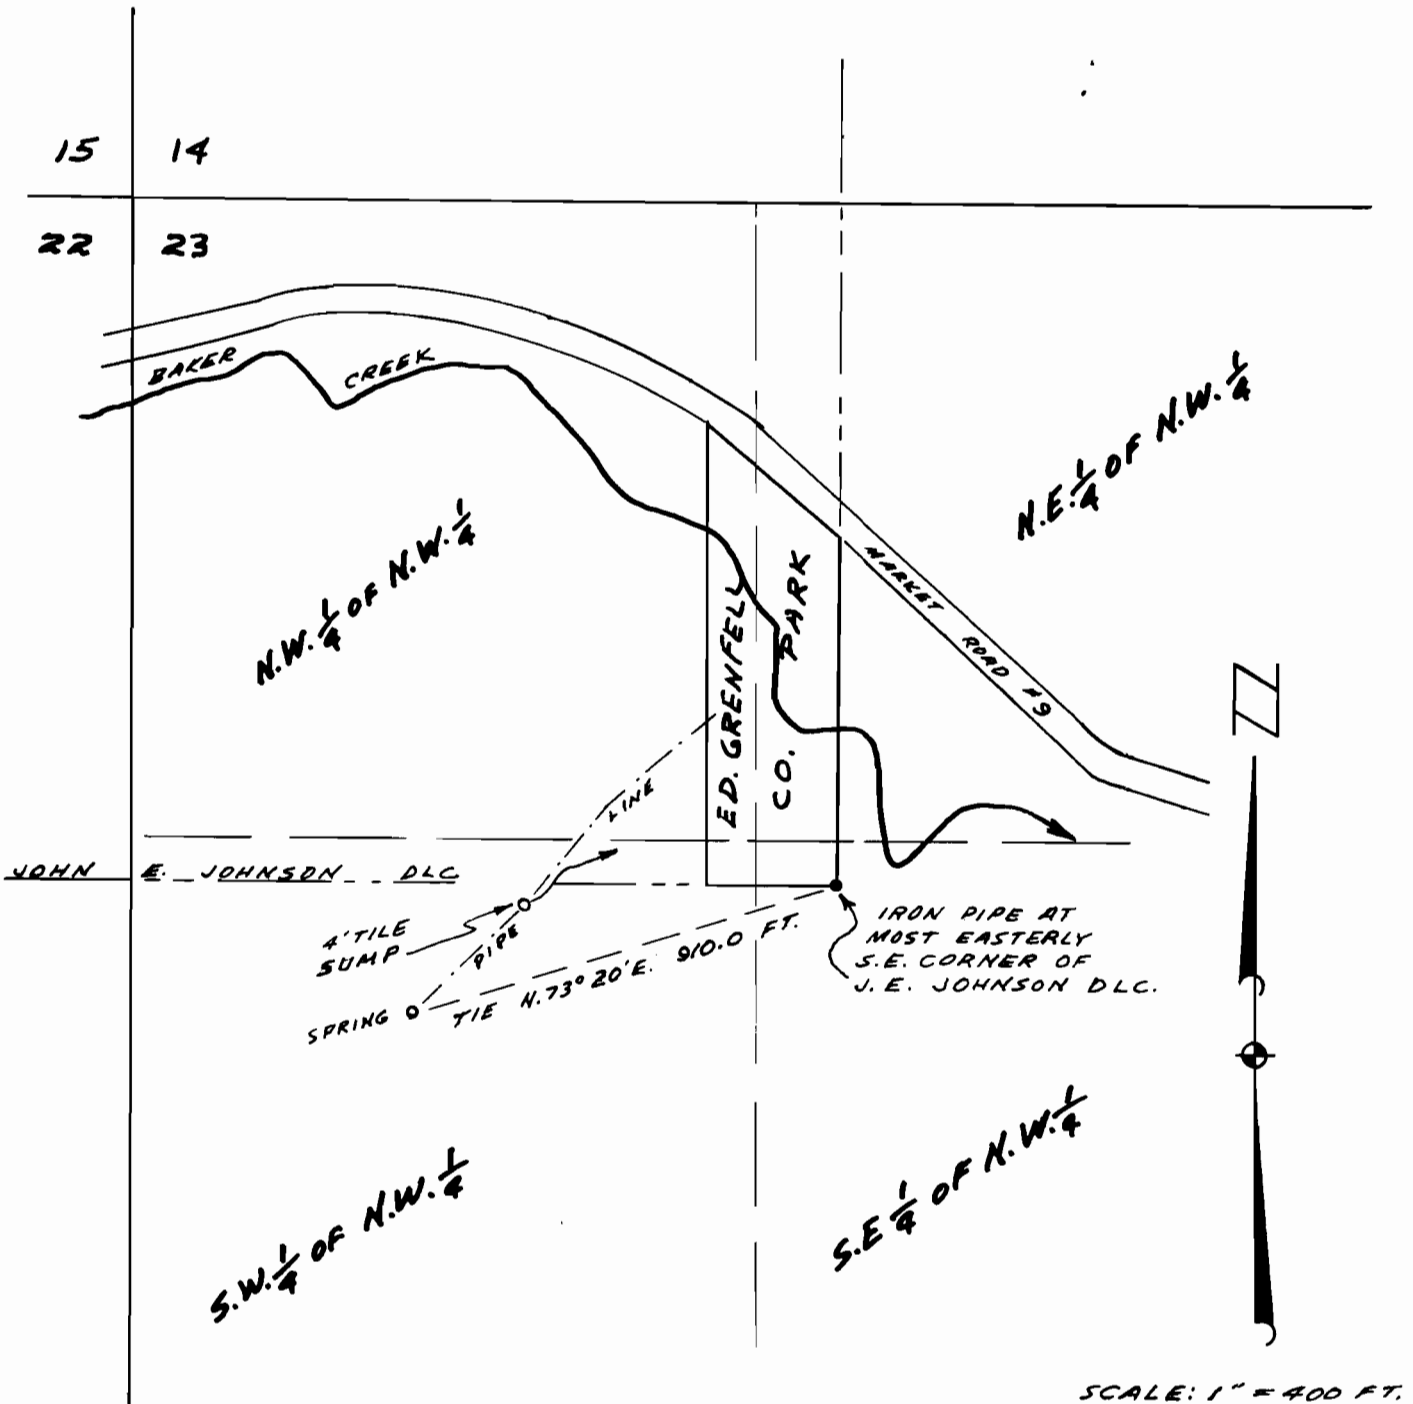 15 14
22 23
BAKER CREEK
N.E. 1/4 OF N.W. 1/4
N.W. 1/4 OF N.W. 1/4
MARKET ROAD #9
ED. GRENFELL
CO. PARK
N
LINE
JOHN E. JOHNSON DLC
4' TILE
SUMP
PIPE
SPRING
TIE N.73° 20' E. 910.0 FT.
IRON PIPE AT
MOST EASTERLY
S.E. CORNER OF
J.E. JOHNSON DLC.
S.W. 1/4 OF N.W. 1/4
S.E 1/4 OF N.W. 1/4
SCALE: 1" = 400 FT.